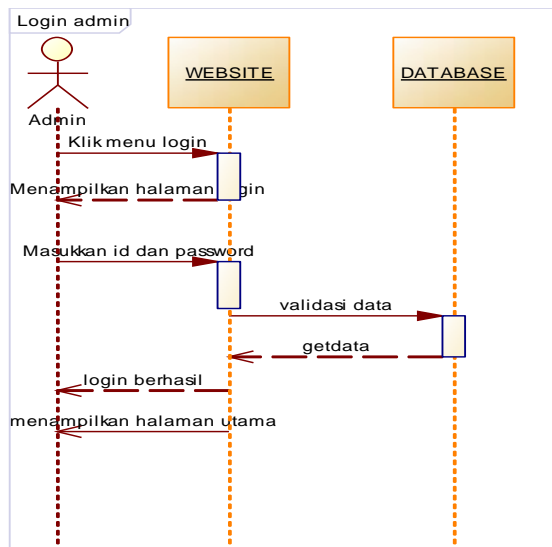 Login admin
WEBSITE
DATABASE
Admin
Klik menu login
Menampilkan halaman login
Masukkan id dan password
validasi data
getdata
login berhasil
menampilkan halaman utama